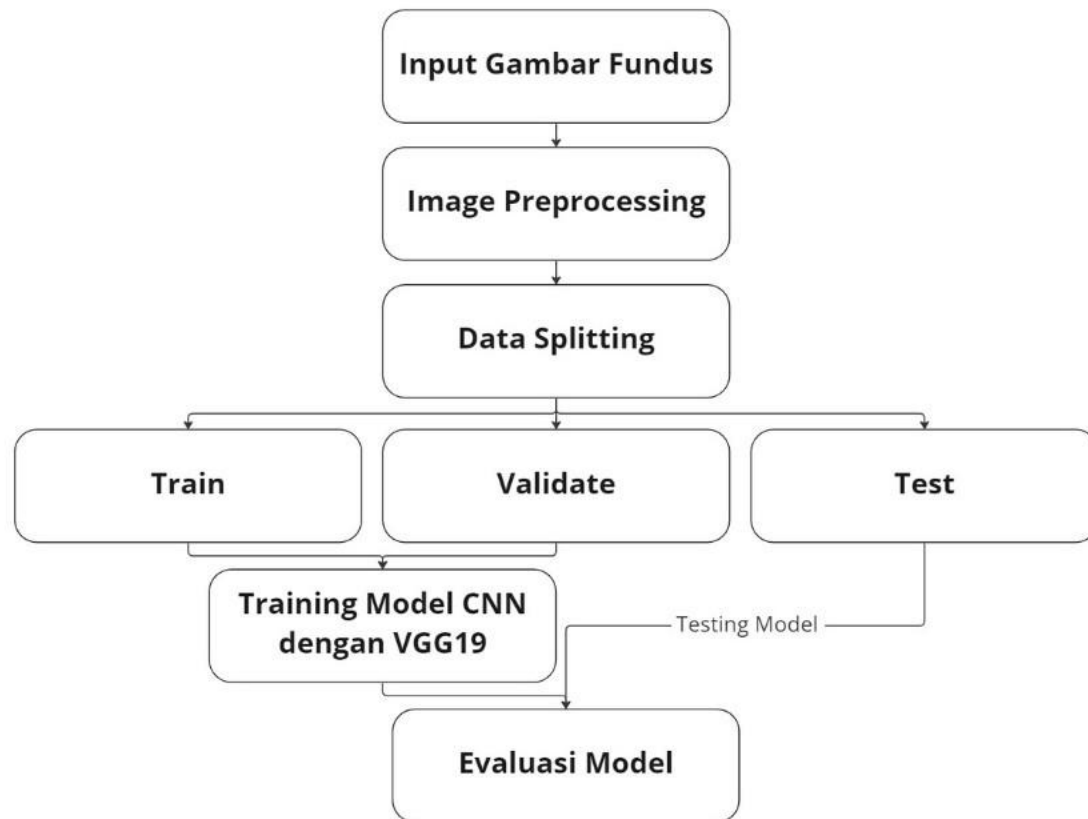 Input Gambar Fundus
Image Preprocessing
Data Splitting
Train
Validate
Test
Training Model CNN
dengan VGG19
Testing Model
Evaluasi Model